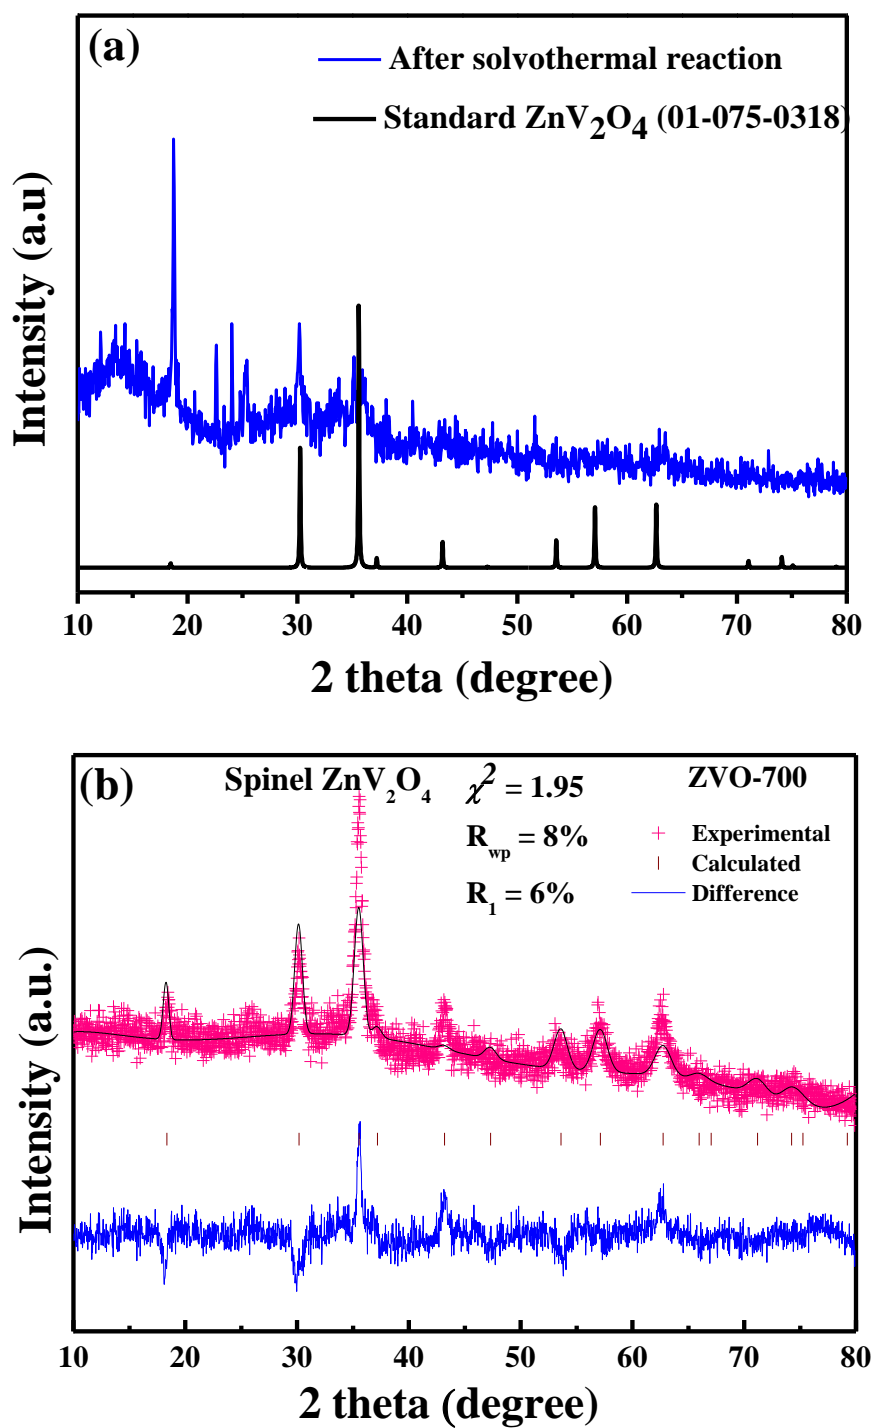 (a)
After solvothermal reaction
Standard ZnV₂O₄ (01-075-0318)
Intensity (a.u)
10 20 30 40 50 60 70 80
2 theta (degree)
(b)
Spinel ZnV₂O₄
χ² = 1.95
ZVO-700
R_wp = 8%
Experimental
Calculated
R₁ = 6%
Difference
Intensity (a.u.)
10 20 30 40 50 60 70 80
2 theta (degree)